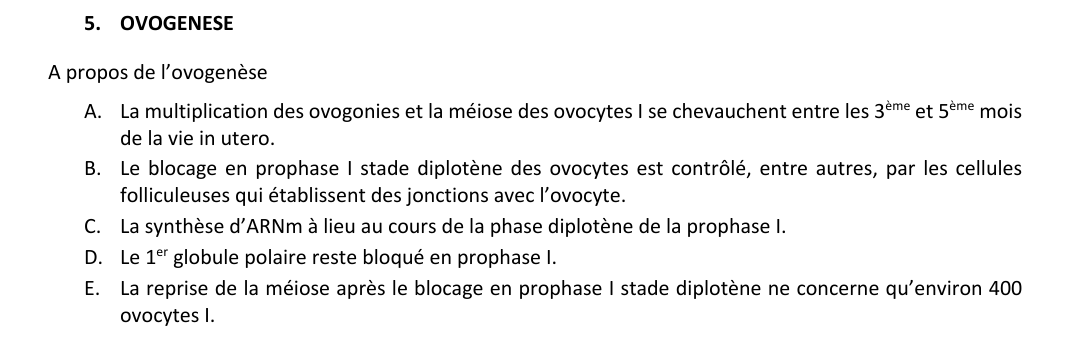 5. OVOGENESE
A propos de l’ovogenèse
A. La multiplication des ovogonies et la méiose des ovocytes I se chevauchent entre les 3ème et 5ème mois
de la vie in utero.
B. Le blocage en prophase I stade diplotène des ovocytes est contrôlé, entre autres, par les cellules
folliculeuses qui établissent des jonctions avec l’ovocyte.
C. La synthèse d’ARNm à lieu au cours de la phase diplotène de la prophase I.
D. Le 1er globule polaire reste bloqué en prophase I.
E. La reprise de la méiose après le blocage en prophase I stade diplotène ne concerne qu’environ 400
ovocytes I.